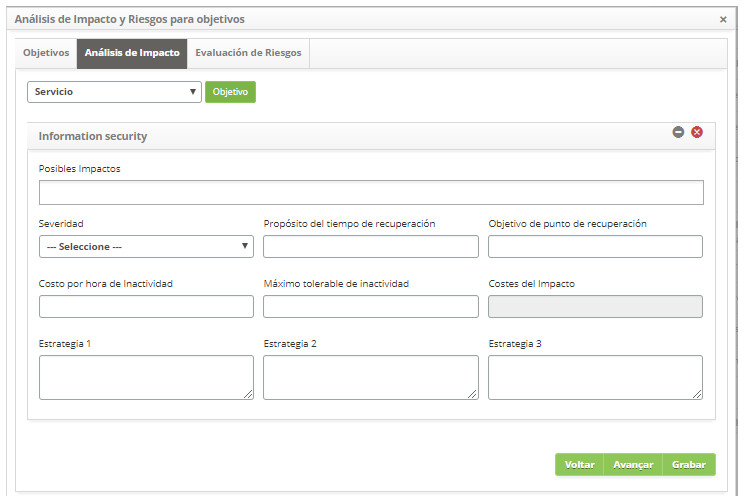 Análisis de Impacto y Riesgos para objetivos ×
Objetivos Análisis de Impacto Evaluación de Riesgos
Servicio Objetivo
Information security
Posibles Impactos
Severidad Propósito del tiempo de recuperación Objetivo de punto de recuperación
--- Seleccione ---
Costo por hora de Inactividad Máximo tolerable de inactividad Costes del Impacto
Estrategia 1 Estrategia 2 Estrategia 3
Voltar Avançar Grabar